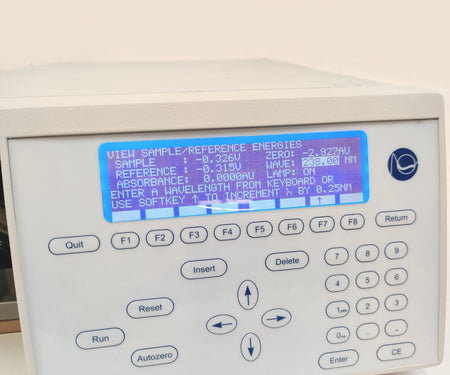 VIEW SAMPLE/REFERENCE ENERGIES
SAMPLE : -0.326V ZERO: -2.927AU
REFERENCE : -0.315V WAVE: 238.00 NM
ABSORBANCE: 0.0000AU LAMP: ON
ENTER A WAVELENGTH FROM KEYBOARD OR
USE SOFTKEY ↑ TO INCREMENT λ BY 0.25NM
↑
Quit F1 F2 F3 F4 F5 F6 F7 F8 Return
Insert Delete 7 8 9
4 5 6
Reset 1 2 3
Run 0 . -
Autozero Enter CE